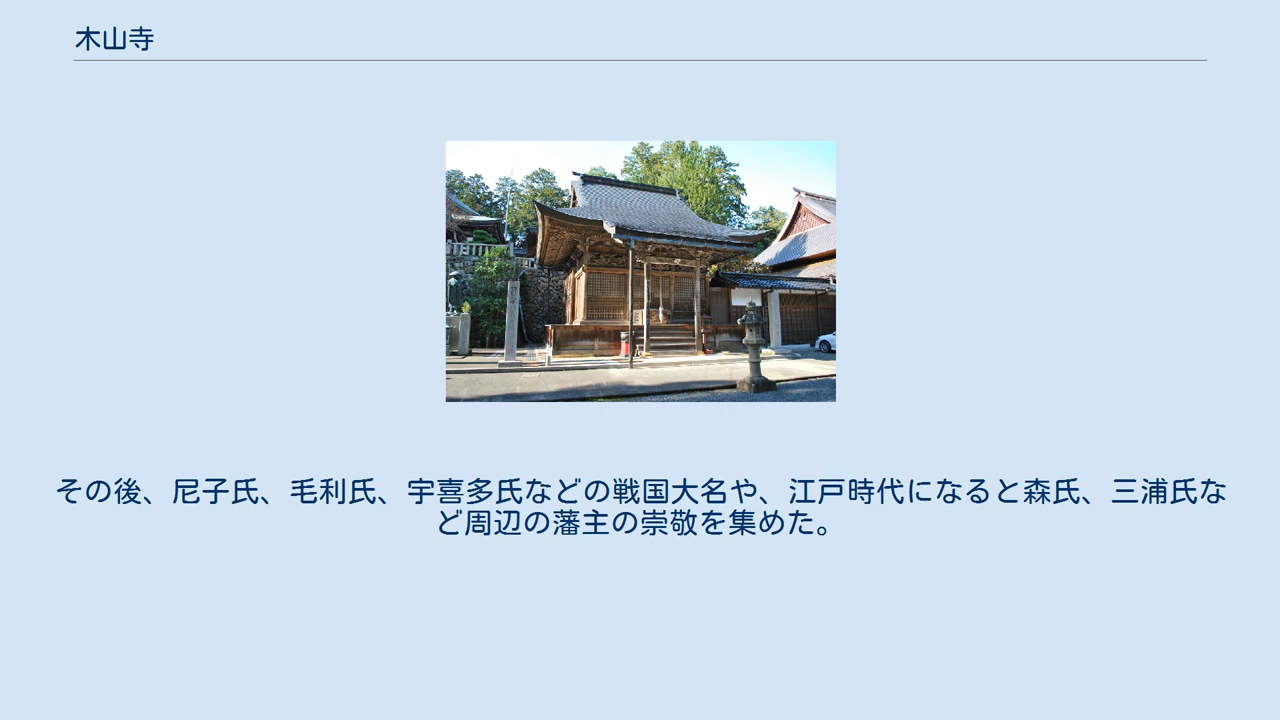 木山寺
その後、尼子氏、毛利氏、宇喜多氏などの戦国大名や、江戸時代になると森氏、三浦氏な
ど周辺の藩主の崇敬を集めた。